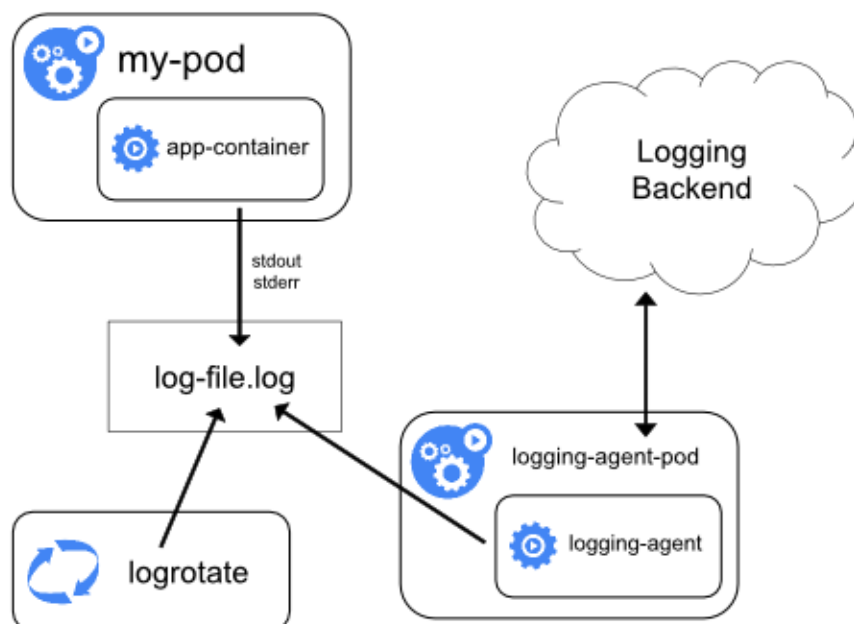 my-pod
app-container
Logging
Backend
stdout
stderr
log-file.log
logging-agent-pod
logging-agent
logrotate